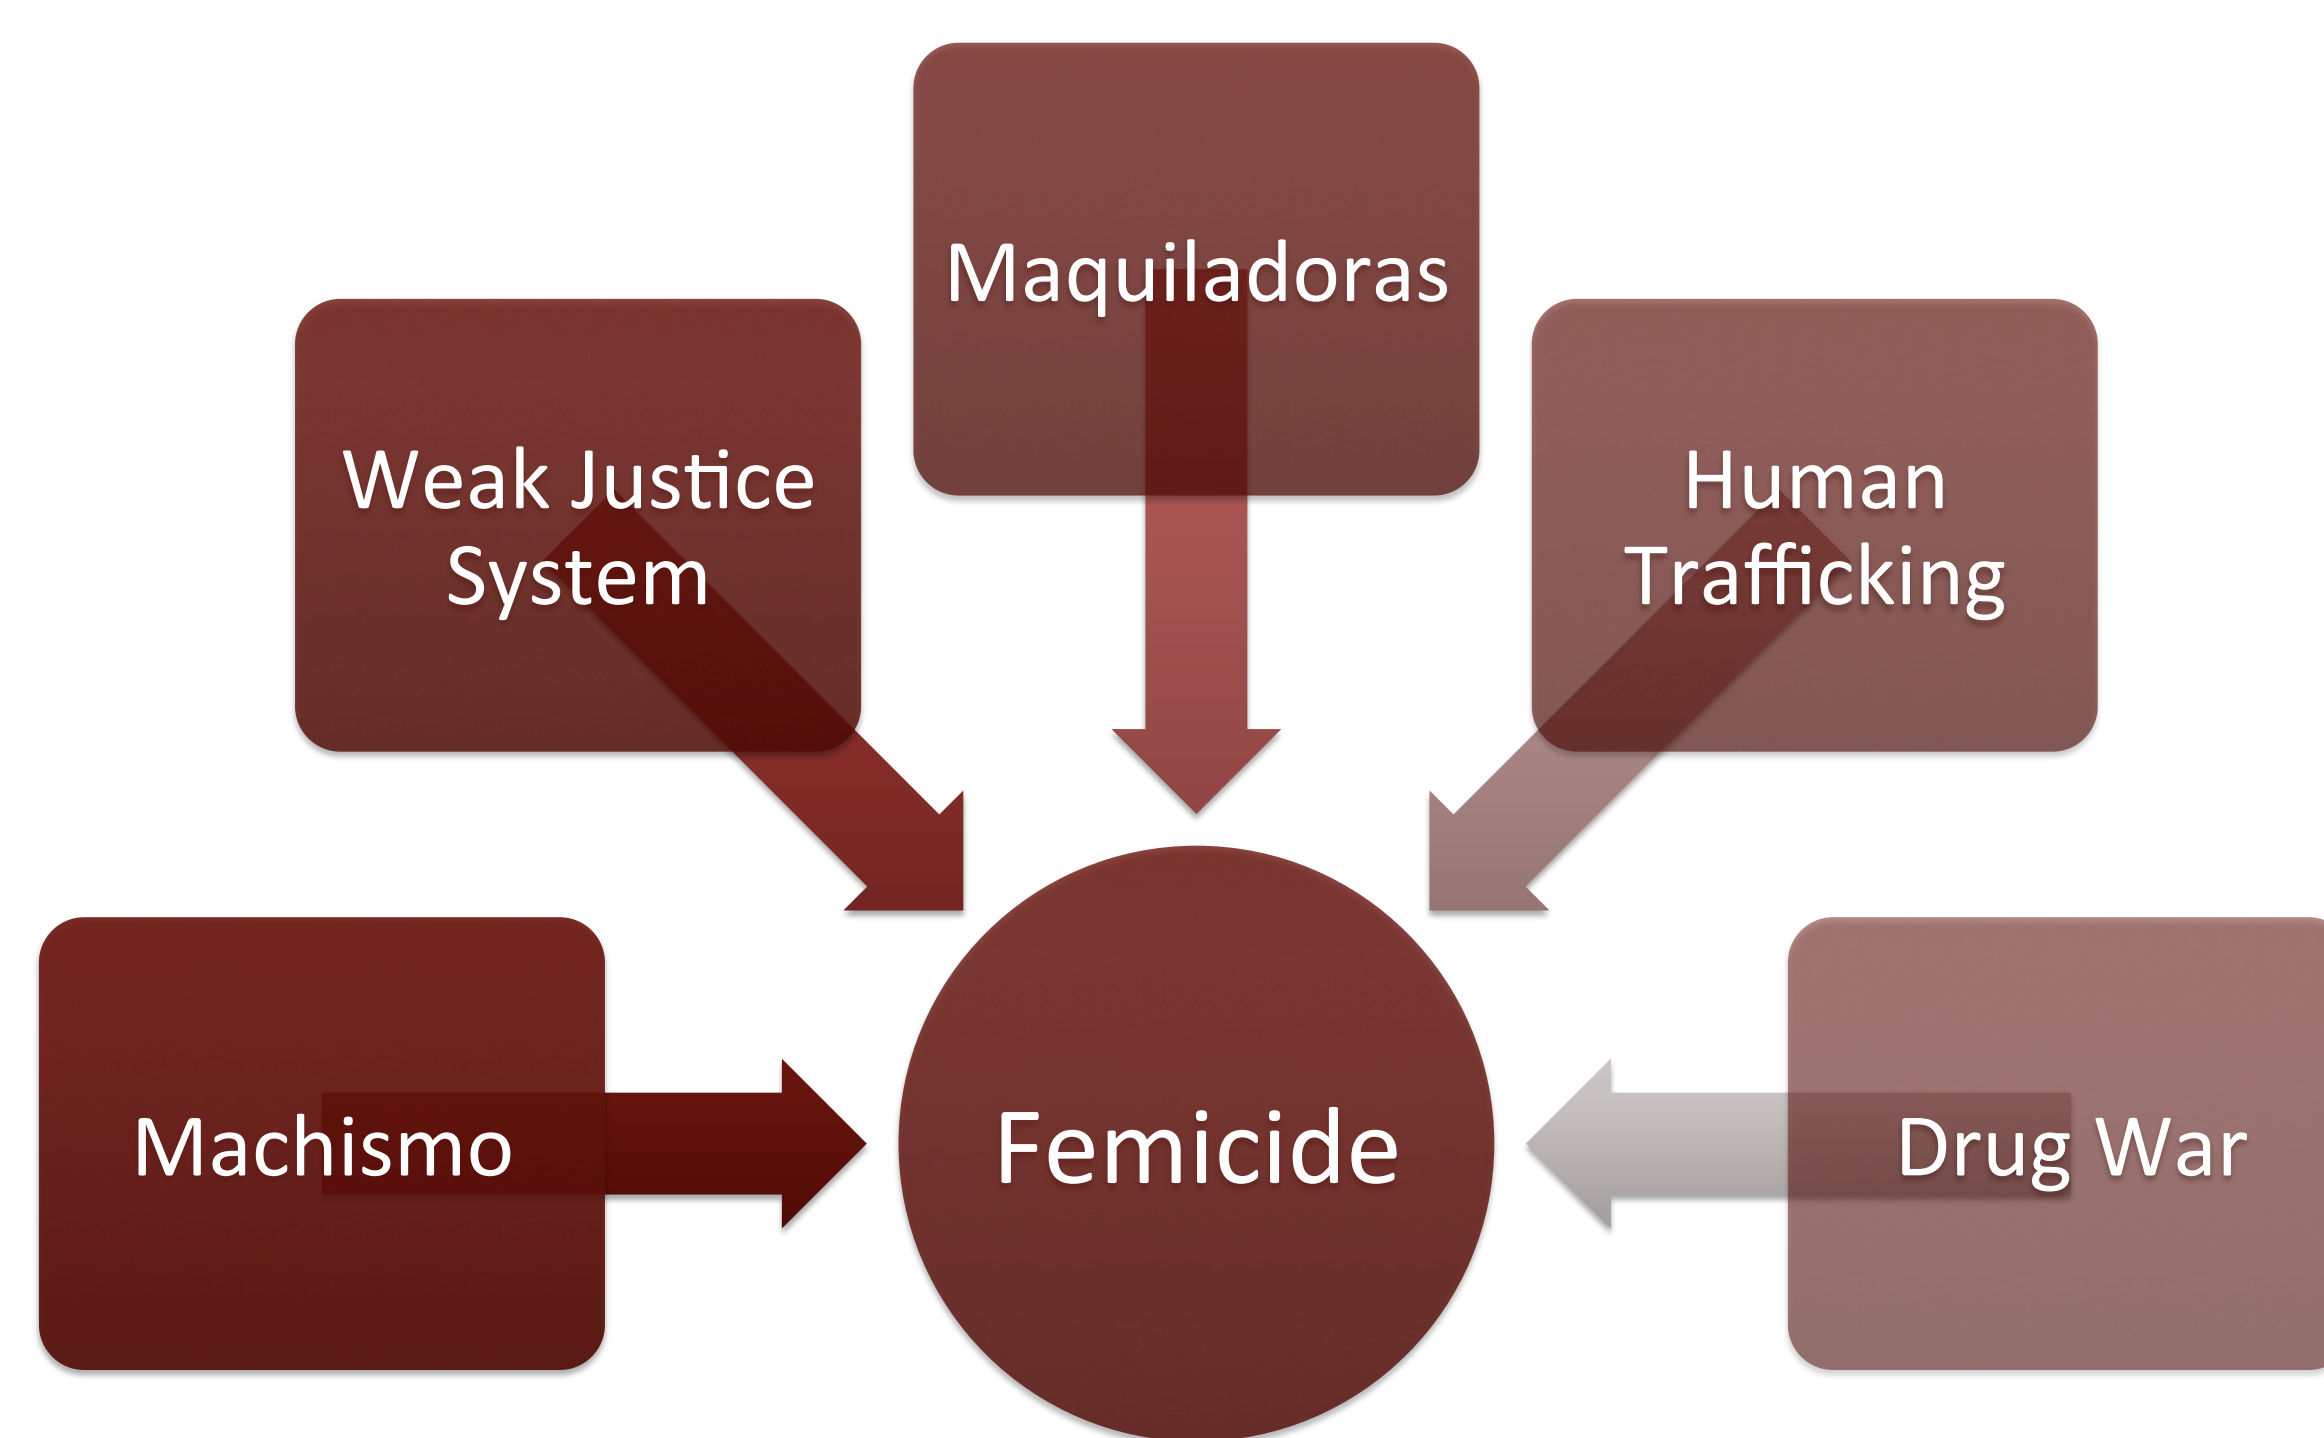 Maquiladoras
Weak Justice
System
Human
Trafficking
Machismo
Femicide
Drug War